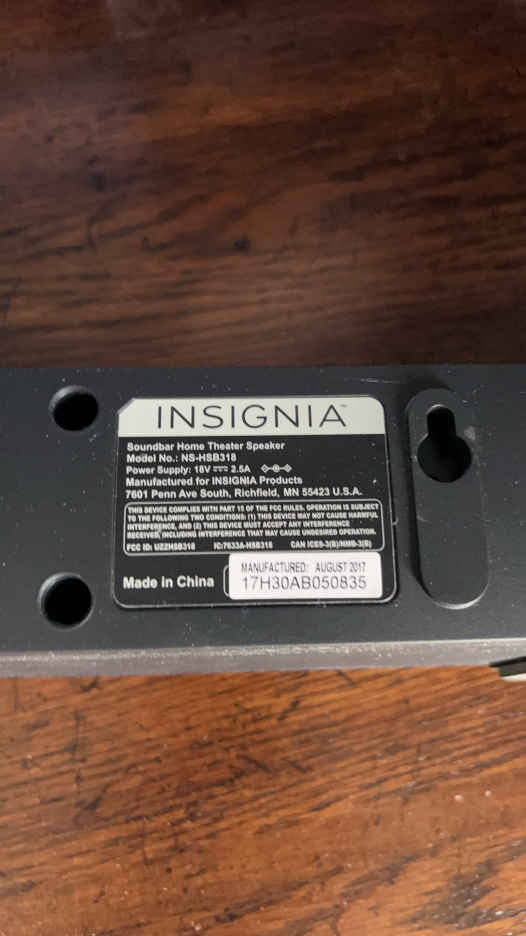 INSIGNIA™
Soundbar Home Theater Speaker
Model No.: NS-HSB318
Power Supply: 18V ⎓ 2.5A
Manufactured for INSIGNIA Products
7601 Penn Ave South, Richfield, MN 55423 U.S.A.
THIS DEVICE COMPLIES WITH PART 15 OF THE FCC RULES. OPERATION IS SUBJECT
TO THE FOLLOWING TWO CONDITIONS: (1) THIS DEVICE MAY NOT CAUSE HARMFUL
INTERFERENCE, AND (2) THIS DEVICE MUST ACCEPT ANY INTERFERENCE
RECEIVED, INCLUDING INTERFERENCE THAT MAY CAUSE UNDESIRED OPERATION.
FCC ID: UZZHSB318 IC:7633A-HSB318 CAN ICES-3(B)/NMB-3(B)
Made in China
MANUFACTURED: AUGUST 2017
17H30AB050835